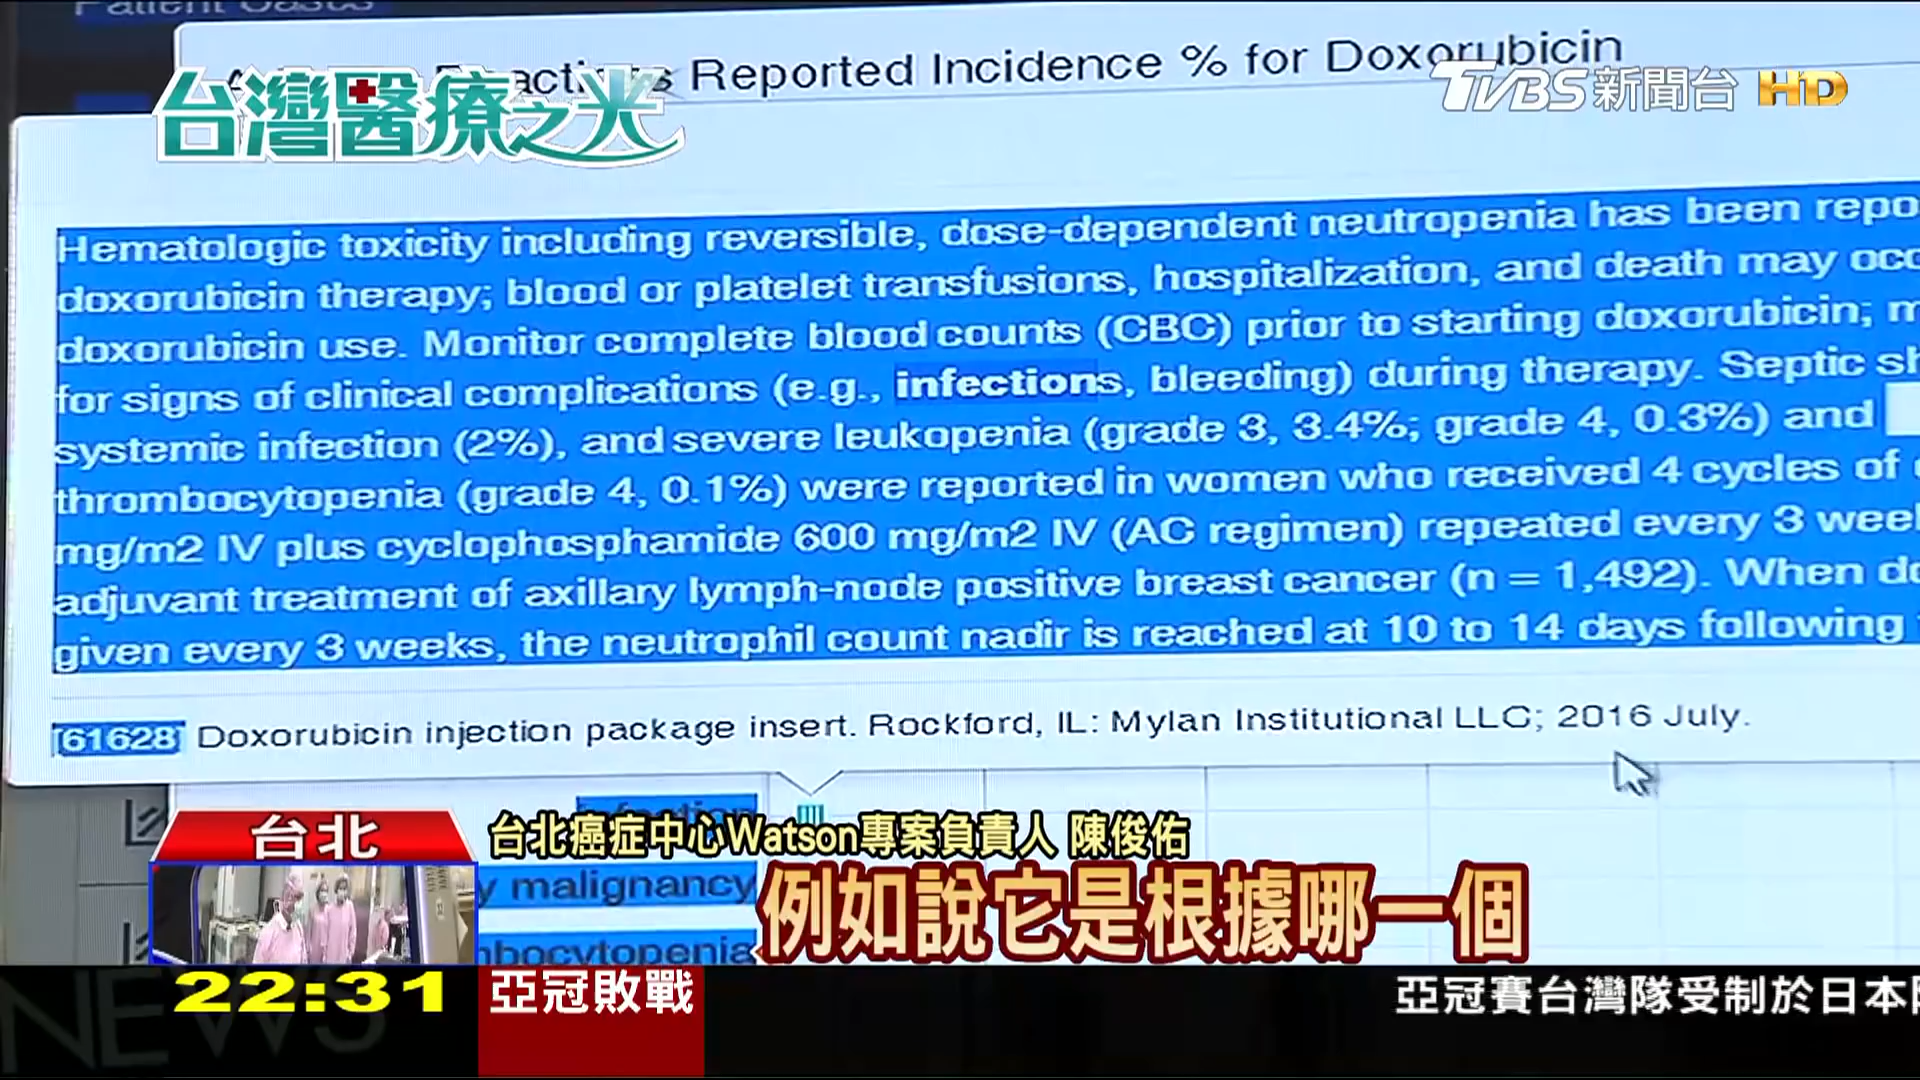 Patient Cases
Reported Incidence % for Doxorubicin
台灣醫療之光
TVBS新聞台 HD
Hematologic toxicity including reversible, dose-dependent neutropenia has been repo
doxorubicin therapy; blood or platelet transfusions, hospitalization, and death may occ
doxorubicin use. Monitor complete blood counts (CBC) prior to starting doxorubicin; m
for signs of clinical complications (e.g., infections, bleeding) during therapy. Septic sh
systemic infection (2%), and severe leukopenia (grade 3, 3.4%; grade 4, 0.3%) and
thrombocytopenia (grade 4, 0.1%) were reported in women who received 4 cycles of
mg/m2 IV plus cyclophosphamide 600 mg/m2 IV (AC regimen) repeated every 3 wee
adjuvant treatment of axillary lymph-node positive breast cancer (n = 1,492). When do
given every 3 weeks, the neutrophil count nadir is reached at 10 to 14 days following
[61628] Doxorubicin injection package insert. Rockford, IL: Mylan Institutional LLC; 2016 July.
台北
台北癌症中心Watson專案負責人 陳俊佑
y malignancy
例如說它是根據哪一個
mbocytopenia
22:31
亞冠敗戰
亞冠賽台灣隊受制於日本
NEWS